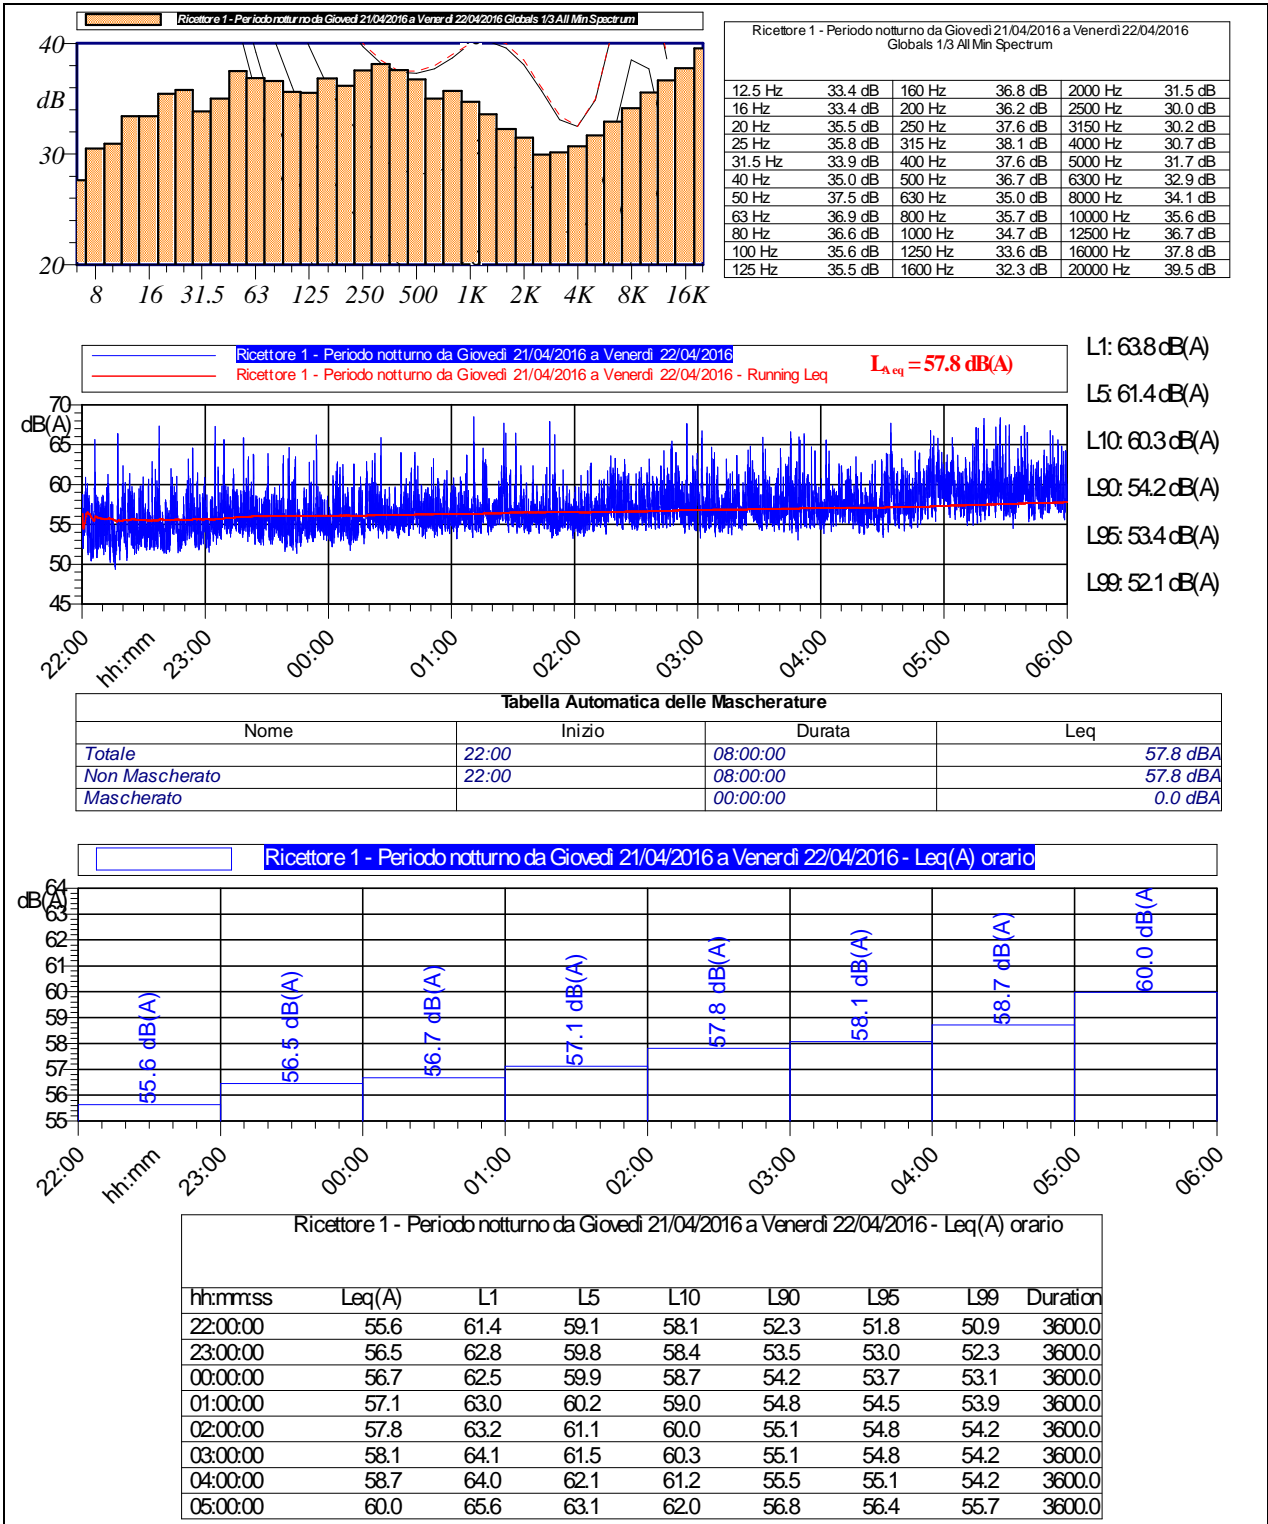 Ricettore 1 - Periodo notturno da Giovedì 21/04/2016 a Venerdì 22/04/2016 Globals 1/3 All Min Spectrum
40
dB
30
20
8 16 31.5 63 125 250 500 1K 2K 4K 8K 16K
Ricettore 1 - Periodo notturno da Giovedì 21/04/2016 a Venerdì 22/04/2016
Globals 1/3 All Min Spectrum
12.5 Hz 33.4 dB 160 Hz 36.8 dB 2000 Hz 31.5 dB
16 Hz 33.4 dB 200 Hz 36.2 dB 2500 Hz 30.0 dB
20 Hz 35.5 dB 250 Hz 37.6 dB 3150 Hz 30.2 dB
25 Hz 35.8 dB 315 Hz 38.1 dB 4000 Hz 30.7 dB
31.5 Hz 33.9 dB 400 Hz 37.6 dB 5000 Hz 31.7 dB
40 Hz 35.0 dB 500 Hz 36.7 dB 6300 Hz 32.9 dB
50 Hz 37.5 dB 630 Hz 35.0 dB 8000 Hz 34.1 dB
63 Hz 36.9 dB 800 Hz 35.7 dB 10000 Hz 35.6 dB
80 Hz 36.6 dB 1000 Hz 34.7 dB 12500 Hz 36.7 dB
100 Hz 35.6 dB 1250 Hz 33.6 dB 16000 Hz 37.8 dB
125 Hz 35.5 dB 1600 Hz 32.3 dB 20000 Hz 39.5 dB
Ricettore 1 - Periodo notturno da Giovedì 21/04/2016 a Venerdì 22/04/2016
Ricettore 1 - Periodo notturno da Giovedì 21/04/2016 a Venerdì 22/04/2016 - Running Leq
LA eq = 57.8 dB(A)
70
dB(A)
65
60
55
50
45
22:00 hh:mm 23:00 00:00 01:00 02:00 03:00 04:00 05:00 06:00
L1: 63.8 dB(A)
L5: 61.4 dB(A)
L10: 60.3 dB(A)
L90: 54.2 dB(A)
L95: 53.4 dB(A)
L99: 52.1 dB(A)
Tabella Automatica delle Mascherature
Nome Inizio Durata Leq
Totale 22:00 08:00:00 57.8 dBA
Non Mascherato 22:00 08:00:00 57.8 dBA
Mascherato 00:00:00 0.0 dBA
Ricettore 1 - Periodo notturno da Giovedì 21/04/2016 a Venerdì 22/04/2016 - Leq(A) orario
64
dB(A)
63
62
61
60
59
58
57
56
55
55.6 dB(A)
56.5 dB(A)
56.7 dB(A)
57.1 dB(A)
57.8 dB(A)
58.1 dB(A)
58.7 dB(A)
60.0 dB(A
22:00 hh:mm 23:00 00:00 01:00 02:00 03:00 04:00 05:00 06:00
Ricettore 1 - Periodo notturno da Giovedì 21/04/2016 a Venerdì 22/04/2016 - Leq(A) orario
hh:mm:ss Leq(A) L1 L5 L10 L90 L95 L99 Duration
22:00:00 55.6 61.4 59.1 58.1 52.3 51.8 50.9 3600.0
23:00:00 56.5 62.8 59.8 58.4 53.5 53.0 52.3 3600.0
00:00:00 56.7 62.5 59.9 58.7 54.2 53.7 53.1 3600.0
01:00:00 57.1 63.0 60.2 59.0 54.8 54.5 53.9 3600.0
02:00:00 57.8 63.2 61.1 60.0 55.1 54.8 54.2 3600.0
03:00:00 58.1 64.1 61.5 60.3 55.1 54.8 54.2 3600.0
04:00:00 58.7 64.0 62.1 61.2 55.5 55.1 54.2 3600.0
05:00:00 60.0 65.6 63.1 62.0 56.8 56.4 55.7 3600.0